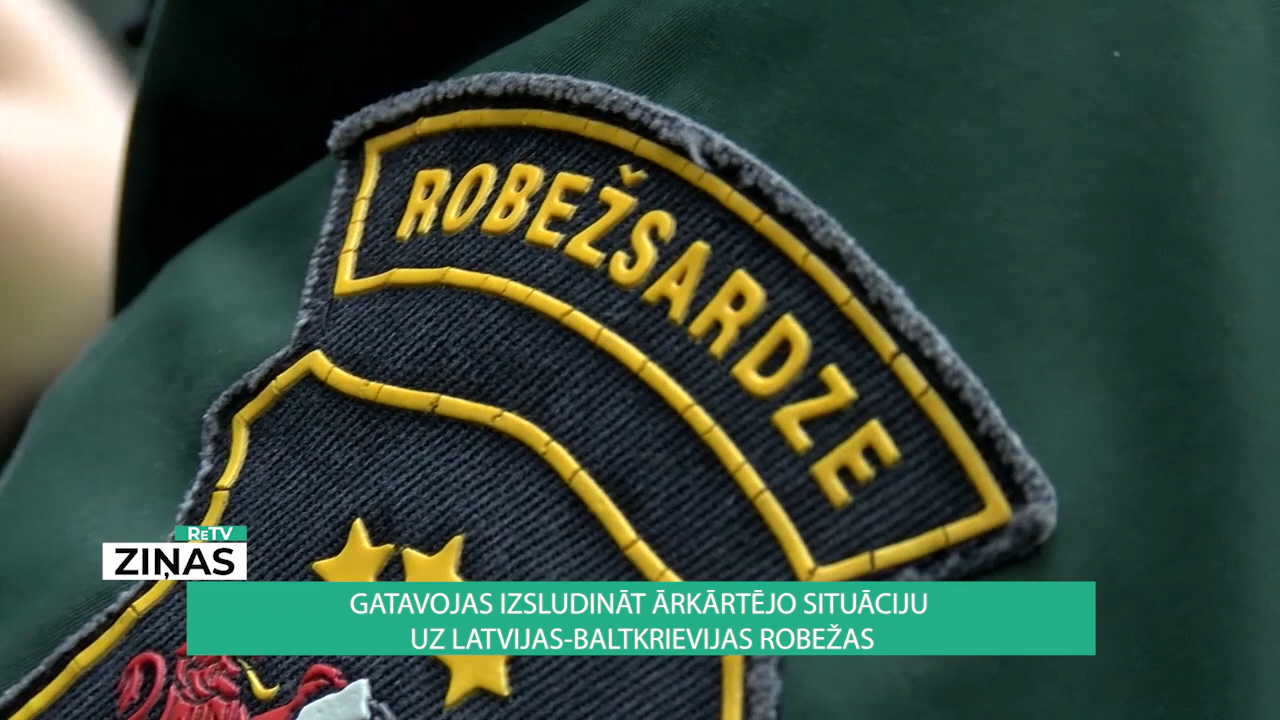 ROBEŽSARDZE
ReTV
ZIŅAS
GATAVOJAS IZSLUDINĀT ĀRKĀRTĒJO SITUĀCIJU
UZ LATVIJAS-BALTKRIEVIJAS ROBEŽAS